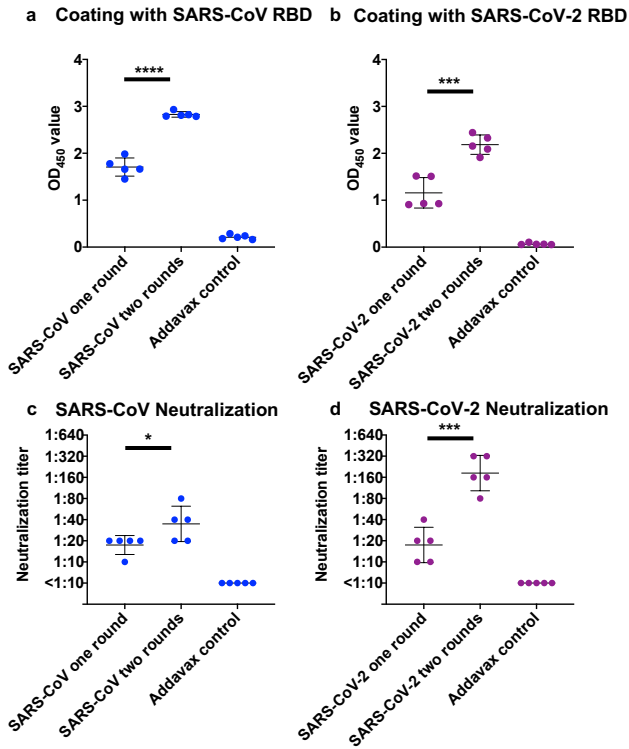 a Coating with SARS-CoV RBD
b Coating with SARS-CoV-2 RBD
****
***
OD450 value
4
3
2
1
0
SARS-CoV one round
SARS-CoV two rounds
Addavax control
OD450 value
4
3
2
1
0
SARS-CoV-2 one round
SARS-CoV-2 two rounds
Addavax control
c SARS-CoV Neutralization
*
Neutralization titer
1:640
1:320
1:160
1:80
1:40
1:20
1:10
<1:10
SARS-CoV one round
SARS-CoV two rounds
Addavax control
d SARS-CoV-2 Neutralization
***
Neutralization titer
1:640
1:320
1:160
1:80
1:40
1:20
1:10
<1:10
SARS-CoV-2 one round
SARS-CoV-2 two rounds
Addavax control